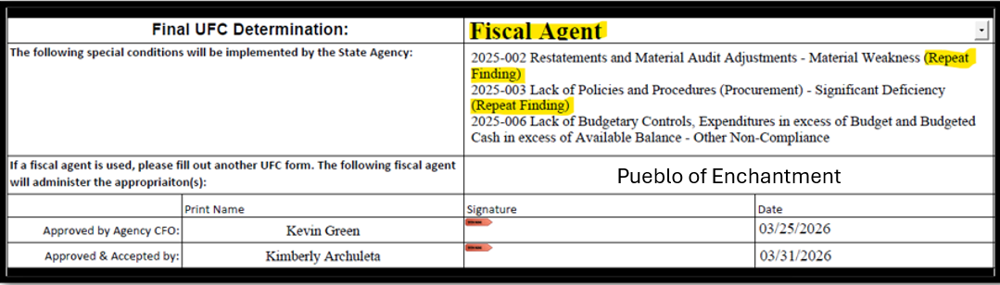 Final UFC Determination:
Fiscal Agent
The following special conditions will be implemented by the State Agency:
2025-002 Restatements and Material Audit Adjustments - Material Weakness (Repeat
Finding)
2025-003 Lack of Policies and Procedures (Procurement) - Significant Deficiency
(Repeat Finding)
2025-006 Lack of Budgetary Controls, Expenditures in excess of Budget and Budgeted
Cash in excess of Available Balance - Other Non-Compliance
If a fiscal agent is used, please fill out another UFC form. The following fiscal agent
will administer the appropriaiton(s):
Pueblo of Enchantment
Print Name
Signature
Date
Approved by Agency CFO:
Kevin Green
03/25/2026
Approved & Accepted by:
Kimberly Archuleta
03/31/2026